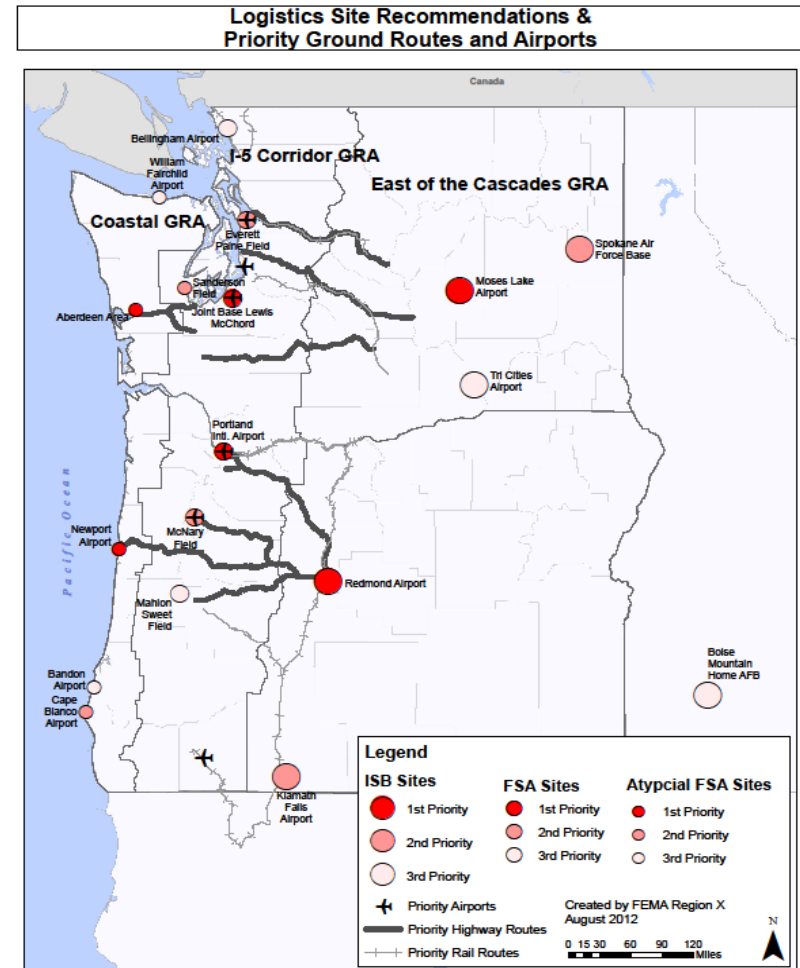 Logistics Site Recommendations &
Priority Ground Routes and Airports
Canada
Bellingham Airport
I-5 Corridor GRA
William
Fairchild
Airport
East of the Cascades GRA
Coastal GRA
Everett
Paine Field
Spokane Air
Force Base
Sanderson
Field
Moses Lake
Airport
Aberdeen Area
Joint Base Lewis
McChord
Tri Cities
Airport
Portland
Intl. Airport
Pacific Ocean
Newport
Airport
McNary
Field
Redmond Airport
Mahlon
Sweet
Field
Boise
Mountain
Home AFB
Bandon
Airport
Cape
Blanco
Airport
Klamath
Falls
Airport
Legend
ISB Sites
1st Priority
2nd Priority
3rd Priority
FSA Sites
1st Priority
2nd Priority
3rd Priority
Atypcial FSA Sites
1st Priority
2nd Priority
3rd Priority
Priority Airports
Priority Highway Routes
Priority Rail Routes
Created by FEMA Region X
August 2012
N
0 15 30 60 90 120
Miles